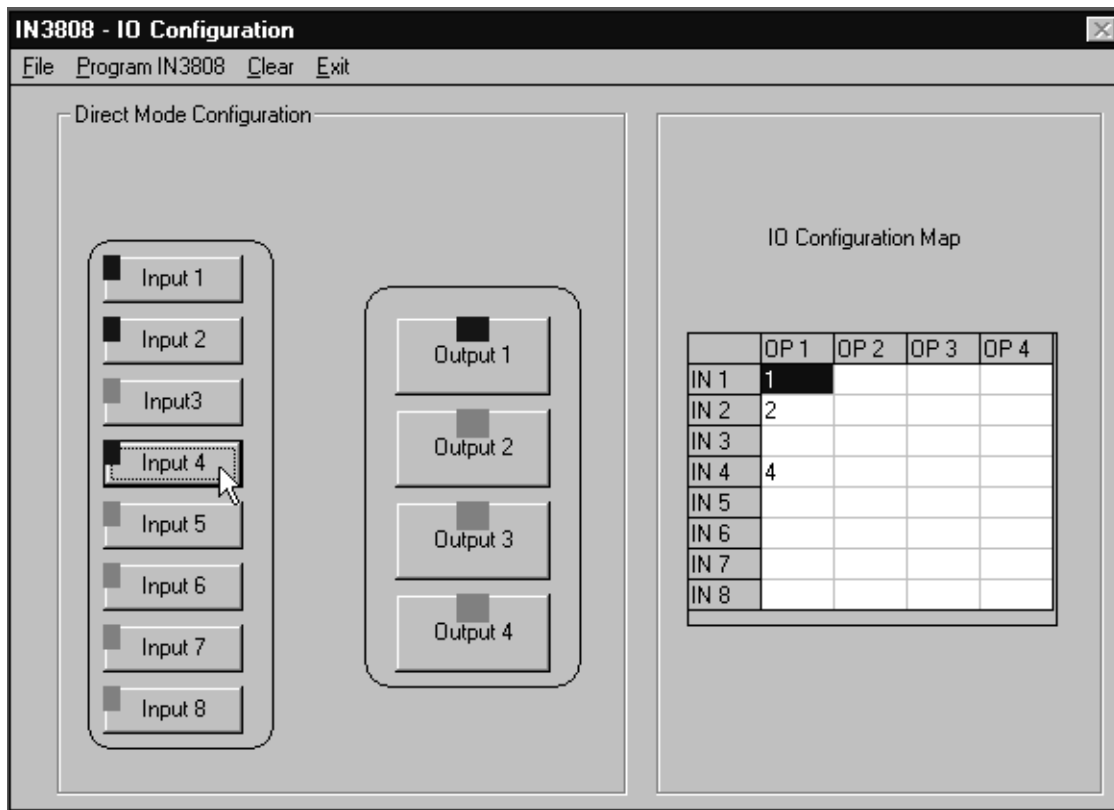 IN3808 - IO Configuration
File Program IN3808 Clear Exit
Direct Mode Configuration
Input 1
Input 2
Input3
Input 4
Input 5
Input 6
Input 7
Input 8
Output 1
Output 2
Output 3
Output 4
IO Configuration Map
OP 1 OP 2 OP 3 OP 4
IN 1 1
IN 2 2
IN 3
IN 4 4
IN 5
IN 6
IN 7
IN 8